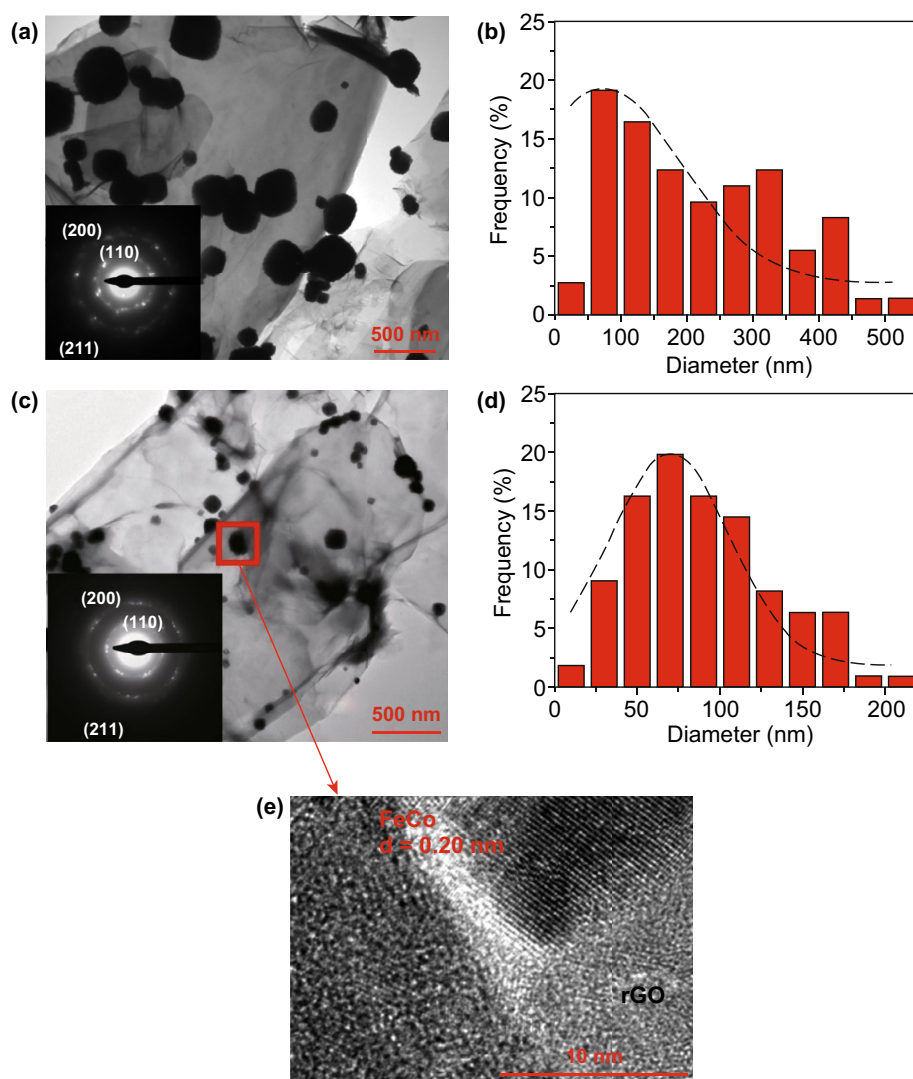 (a)
(200)
(110)
(211)
500 nm
(b)
25
20
15
10
5
0
Frequency (%)
0 100 200 300 400 500
Diameter (nm)
(c)
(200)
(110)
(211)
500 nm
(d)
25
20
15
10
5
0
Frequency (%)
0 50 100 150 200
Diameter (nm)
(e)
FeCo
d = 0.20 nm
rGO
10 nm